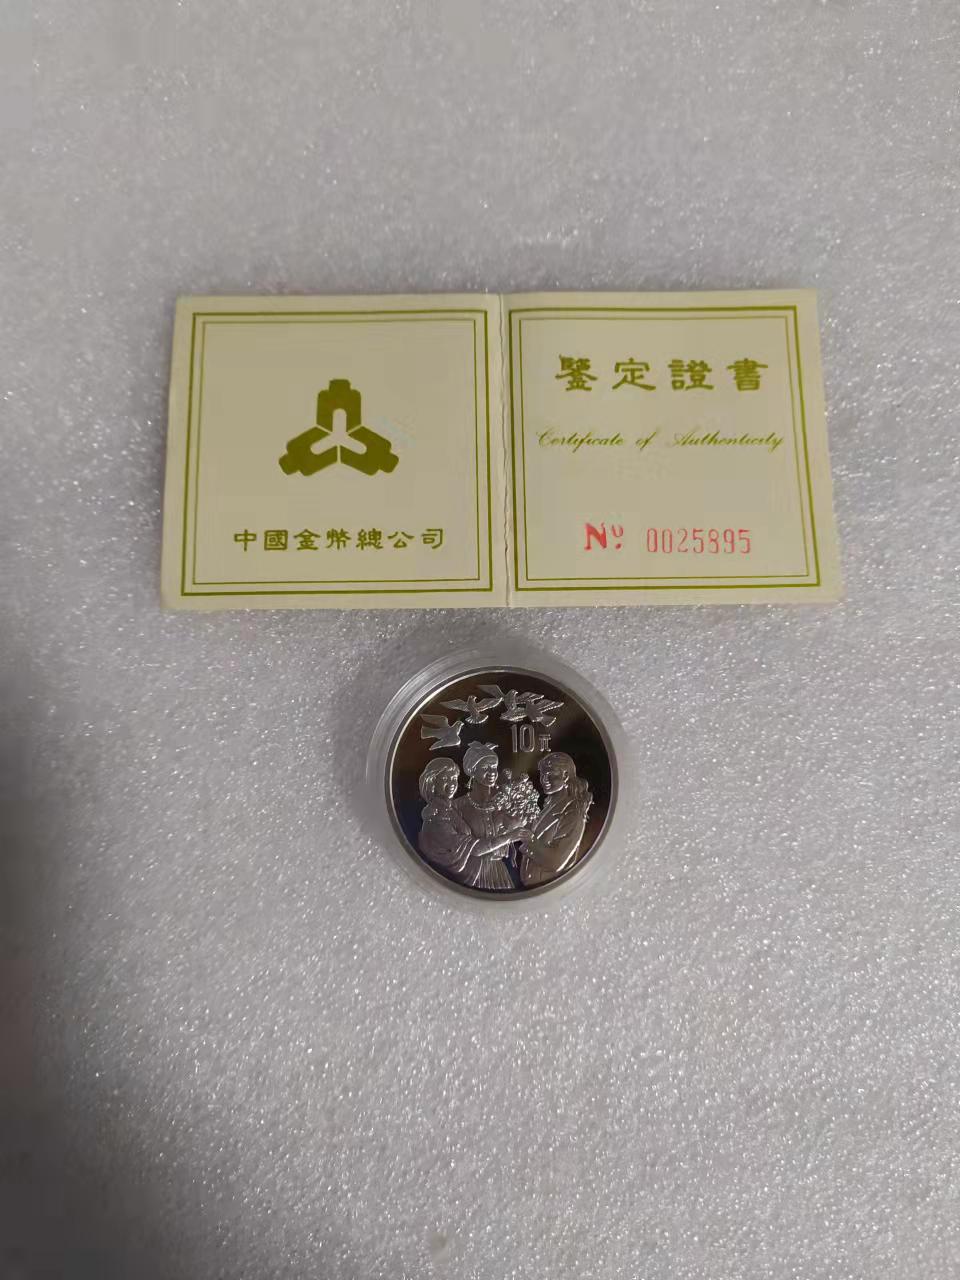 中國金幣總公司
鑒定證書
Certificate of Authenticity
Nº 0025895
10元